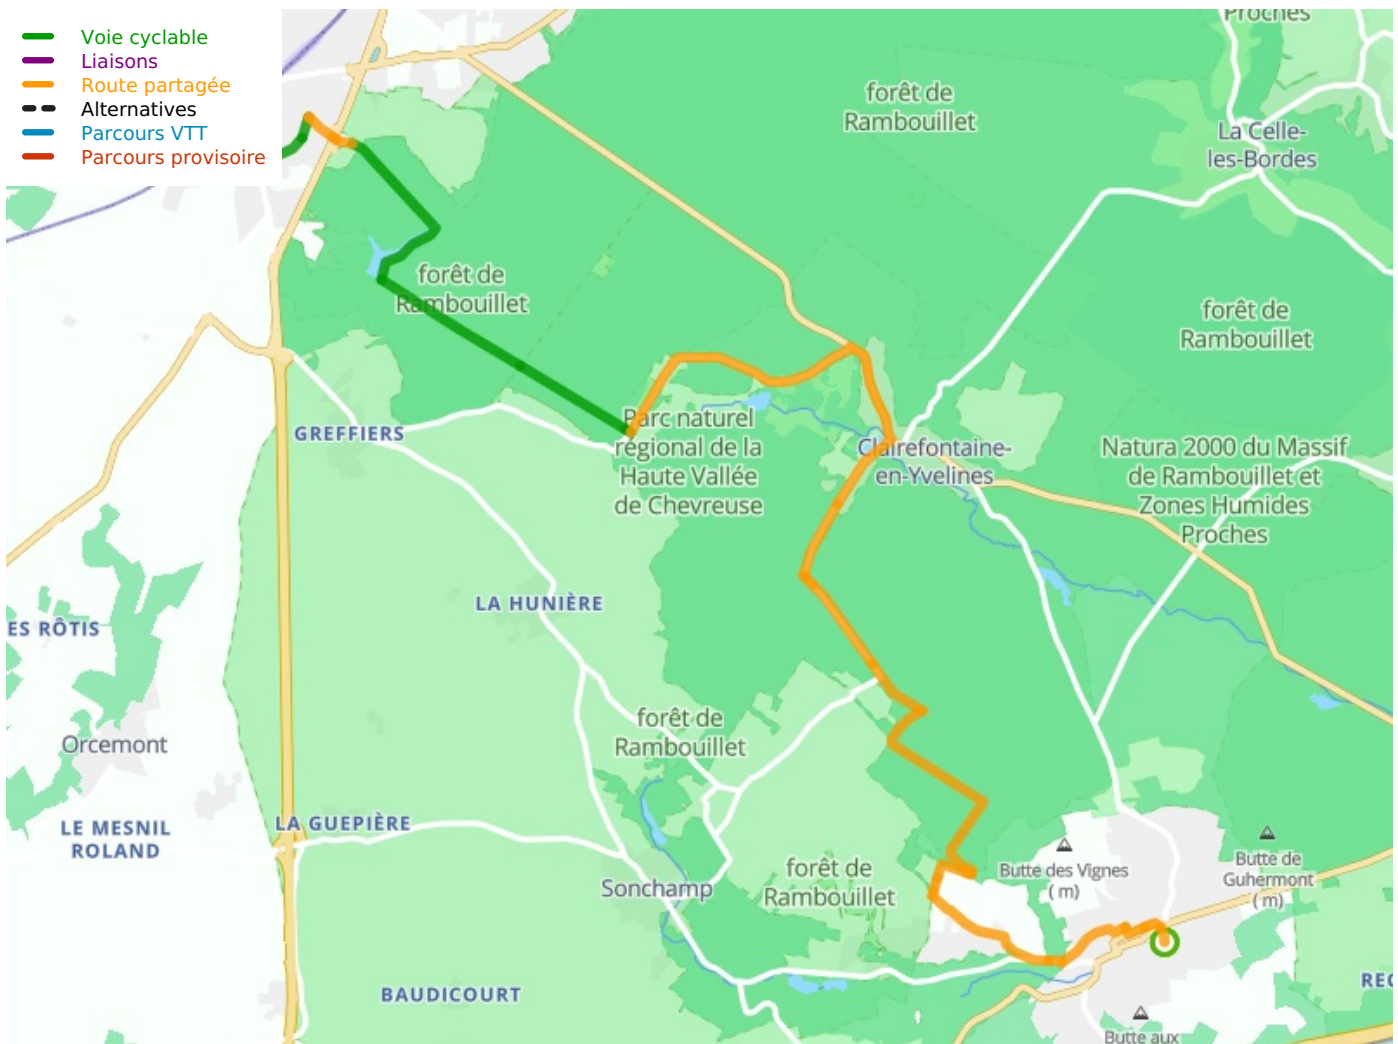 Voie cyclable
Liaisons
Route partagée
Alternatives
Parcours VTT
Parcours provisoire
Proches
forêt de
Rambouillet
La Celle-
les-Bordes
forêt de
Rambouillet
forêt de
Rambouillet
GREFFIERS
Parc naturel
régional de la
Haute Vallée
de Chevreuse
Clairefontaine-
en-Yvelines
Natura 2000 du Massif
de Rambouillet et
Zones Humides
Proches
LA HUNIÈRE
ES RÔTIS
forêt de
Rambouillet
Orcemont
LE MESNIL
ROLAND
LA GUEPIÈRE
Sonchamp
forêt de
Rambouillet
Butte des Vignes
( m)
Butte de
Guhermont
( m)
BAUDICOURT
REC
Butte aux